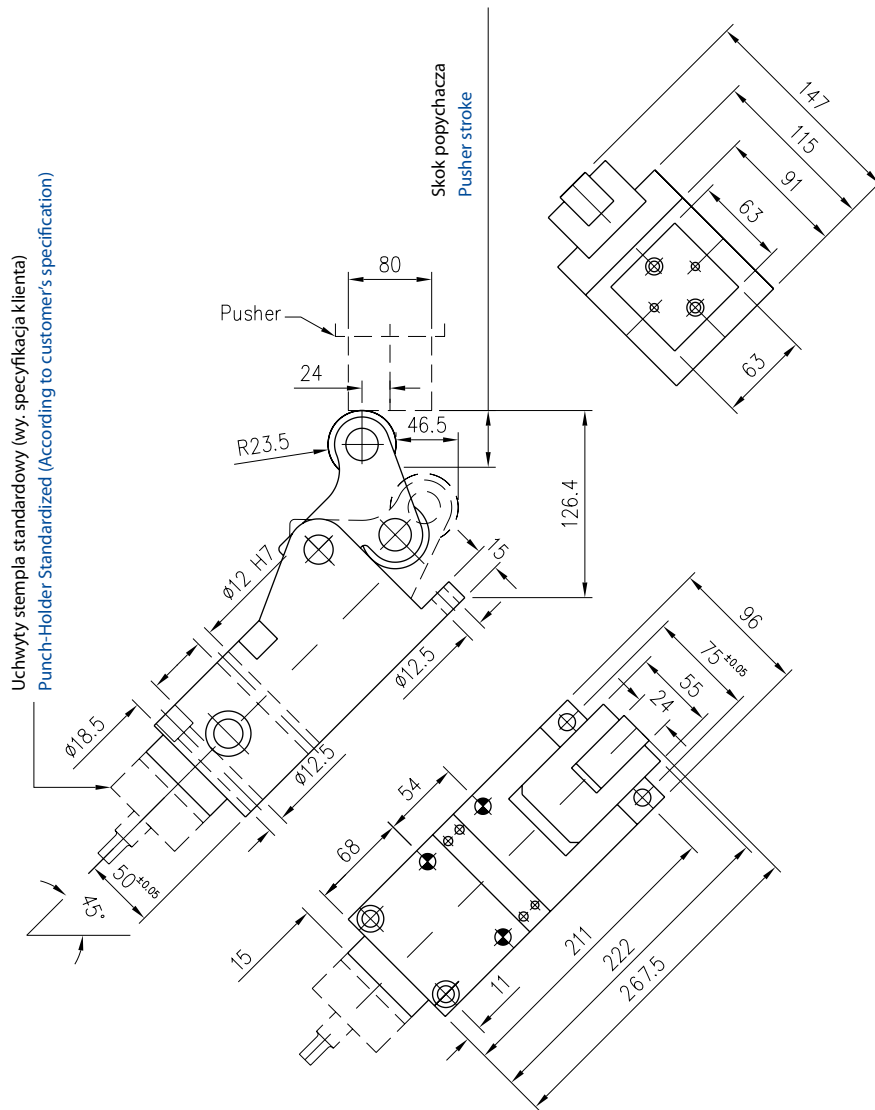 Uchwyty stempla standardowy (wy. specyfikacja klienta)
Punch-Holder Standardized (According to customer's specification)
Skok popychacza
Pusher stroke
147
115
91
63
63
80
Pusher
24
46.5
R23.5
126.4
15
ø12 H7
ø12.5
ø18.5
ø12.5
50±0.05
45°
96
75±0.05
55
24
54
68
15
11
211
222
267.5